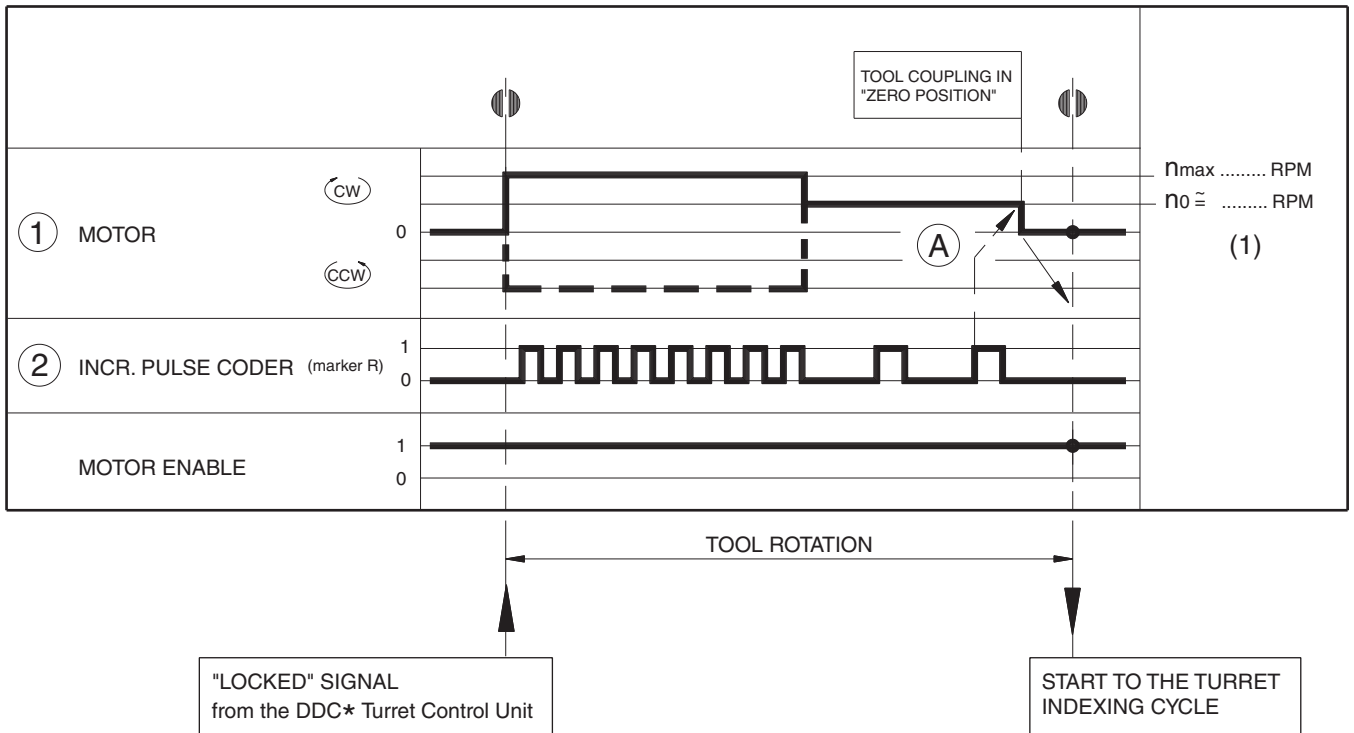 TOOL COUPLING IN
"ZERO POSITION"
nmax ......... RPM
n0 ≅ ......... RPM
(1)
CW
1 MOTOR
0
CCW
A
2 INCR. PULSE CODER (marker R)
1
0
MOTOR ENABLE
1
0
TOOL ROTATION
"LOCKED" SIGNAL
from the DDC* Turret Control Unit
START TO THE TURRET
INDEXING CYCLE